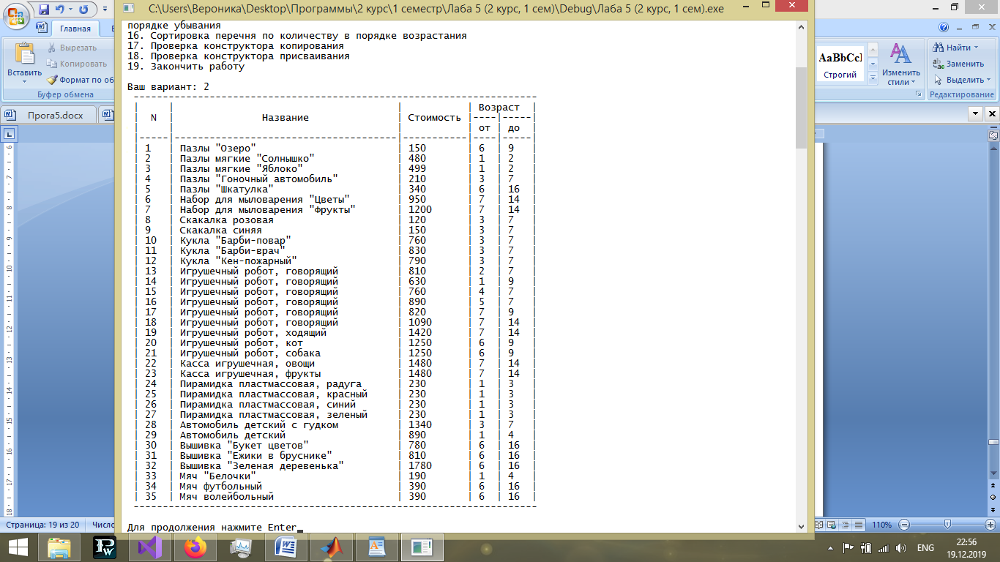 C:\Users\Вероника\Desktop\Программы\2 курс\1 семестр\Лаба 5 (2 курс, 1 сем)\Debug\Лаба 5 (2 курс, 1 сем).exe
Главная
Вставить
Вырезать
Копировать
Формат по об
Буфер обмена
AaBbCcI
Строгий
Изменить
стили
Найти
Заменить
Выделить
Редактирование
Прога5.docx
порядке убывания
16. Сортировка перечня по количеству в порядке возрастания
17. Проверка конструктора копирования
18. Проверка конструктора присваивания
19. Закончить работу
Ваш вариант: 2
Возраст
N Название Стоимость
от до
1 Пазлы "Озеро" 150 6 9
2 Пазлы мягкие "Солнышко" 480 1 2
3 Пазлы мягкие "Яблоко" 499 1 2
4 Пазлы "Гоночный автомобиль" 210 3 7
5 Пазлы "Шкатулка" 340 6 16
6 Набор для мыловарения "Цветы" 950 7 14
7 Набор для мыловарения "Фрукты" 1200 7 14
8 Скакалка розовая 120 3 7
9 Скакалка синяя 150 3 7
10 Кукла "Барби-повар" 760 3 7
11 Кукла "Барби-врач" 830 3 7
12 Кукла "Кен-пожарный" 790 3 7
13 Игрушечный робот, говорящий 810 2 7
14 Игрушечный робот, говорящий 630 1 9
15 Игрушечный робот, говорящий 760 4 7
16 Игрушечный робот, говорящий 890 5 7
17 Игрушечный робот, говорящий 820 7 9
18 Игрушечный робот, говорящий 1090 7 14
19 Игрушечный робот, ходящий 1420 7 14
20 Игрушечный робот, кот 1250 6 9
21 Игрушечный робот, собака 1250 6 9
22 Касса игрушечная, овощи 1480 7 14
23 Касса игрушечная, фрукты 1480 7 14
24 Пирамидка пластмассовая, радуга 230 1 3
25 Пирамидка пластмассовая, красный 230 1 3
26 Пирамидка пластмассовая, синий 230 1 3
27 Пирамидка пластмассовая, зеленый 230 1 3
28 Автомобиль детский с гудком 1340 3 7
29 Автомобиль детский 890 1 4
30 Вышивка "Букет цветов" 780 6 16
31 Вышивка "Ежики в бруснике" 810 6 16
32 Вышивка "Зеленая деревенька" 1780 6 16
33 Мяч "Белочки" 190 1 4
34 Мяч футбольный 390 6 16
35 Мяч волейбольный 390 6 16
Для продолжения нажмите Enter
Страница: 19 из 20 Число
110%
ENG
22:56
19.12.2019